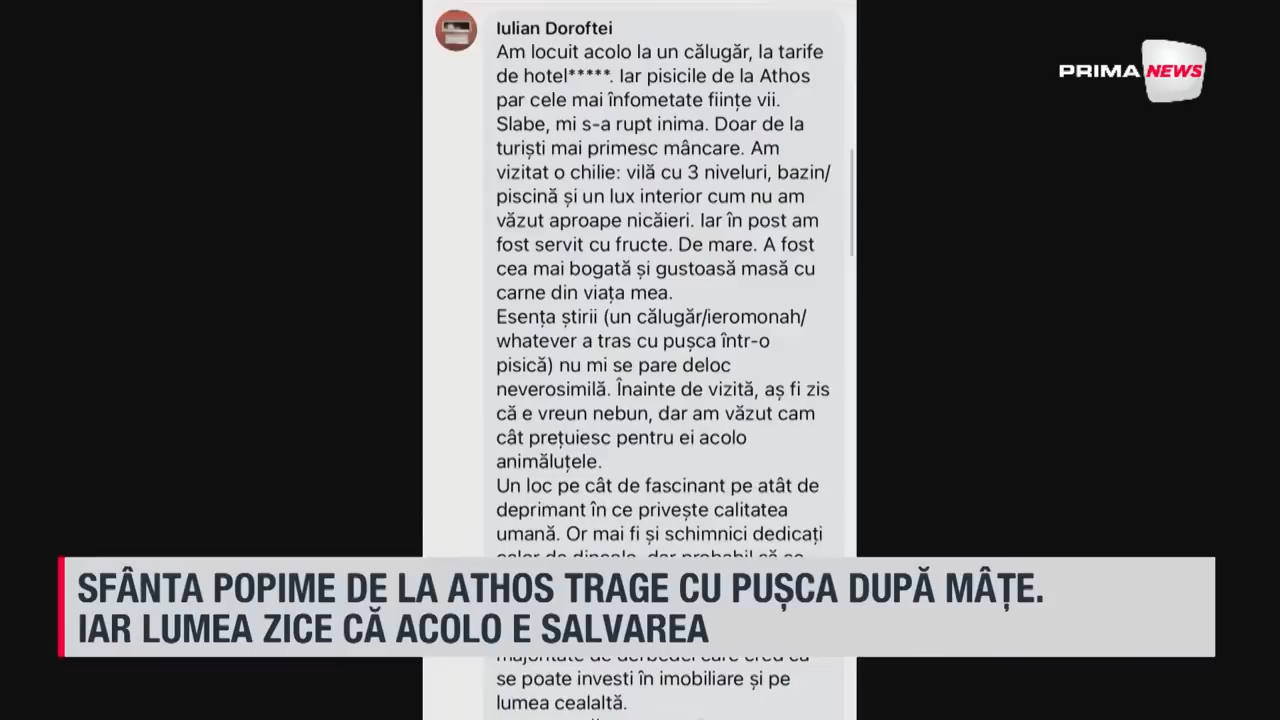 Iulian Doroftei
Am locuit acolo la un călugăr, la tarife
de hotel*****. Iar pisicile de la Athos
par cele mai înfometate ființe vii.
Slabe, mi s-a rupt inima. Doar de la
turiști mai primesc mâncare. Am
vizitat o chilie: vilă cu 3 niveluri, bazin/
piscină și un lux interior cum nu am
văzut aproape nicăieri. Iar în post am
fost servit cu fructe. De mare. A fost
cea mai bogată și gustoasă masă cu
carne din viața mea.
Esența știrii (un călugăr/ieromonah/
whatever a tras cu pușca într-o
pisică) nu mi se pare deloc
neverosimilă. Înainte de vizită, aș fi zis
că e vreun nebun, dar am văzut cam
cât prețuiesc pentru ei acolo
animăluțele.
Un loc pe cât de fascinant pe atât de
deprimant în ce privește calitatea
umană. Or mai fi și schimnici dedicați
SFÂNTA POPIME DE LA ATHOS TRAGE CU PUȘCA DUPĂ MÂȚE.
IAR LUMEA ZICE CĂ ACOLO E SALVAREA
se poate investi în imobiliare și pe
lumea cealaltă.
PRIMA NEWS